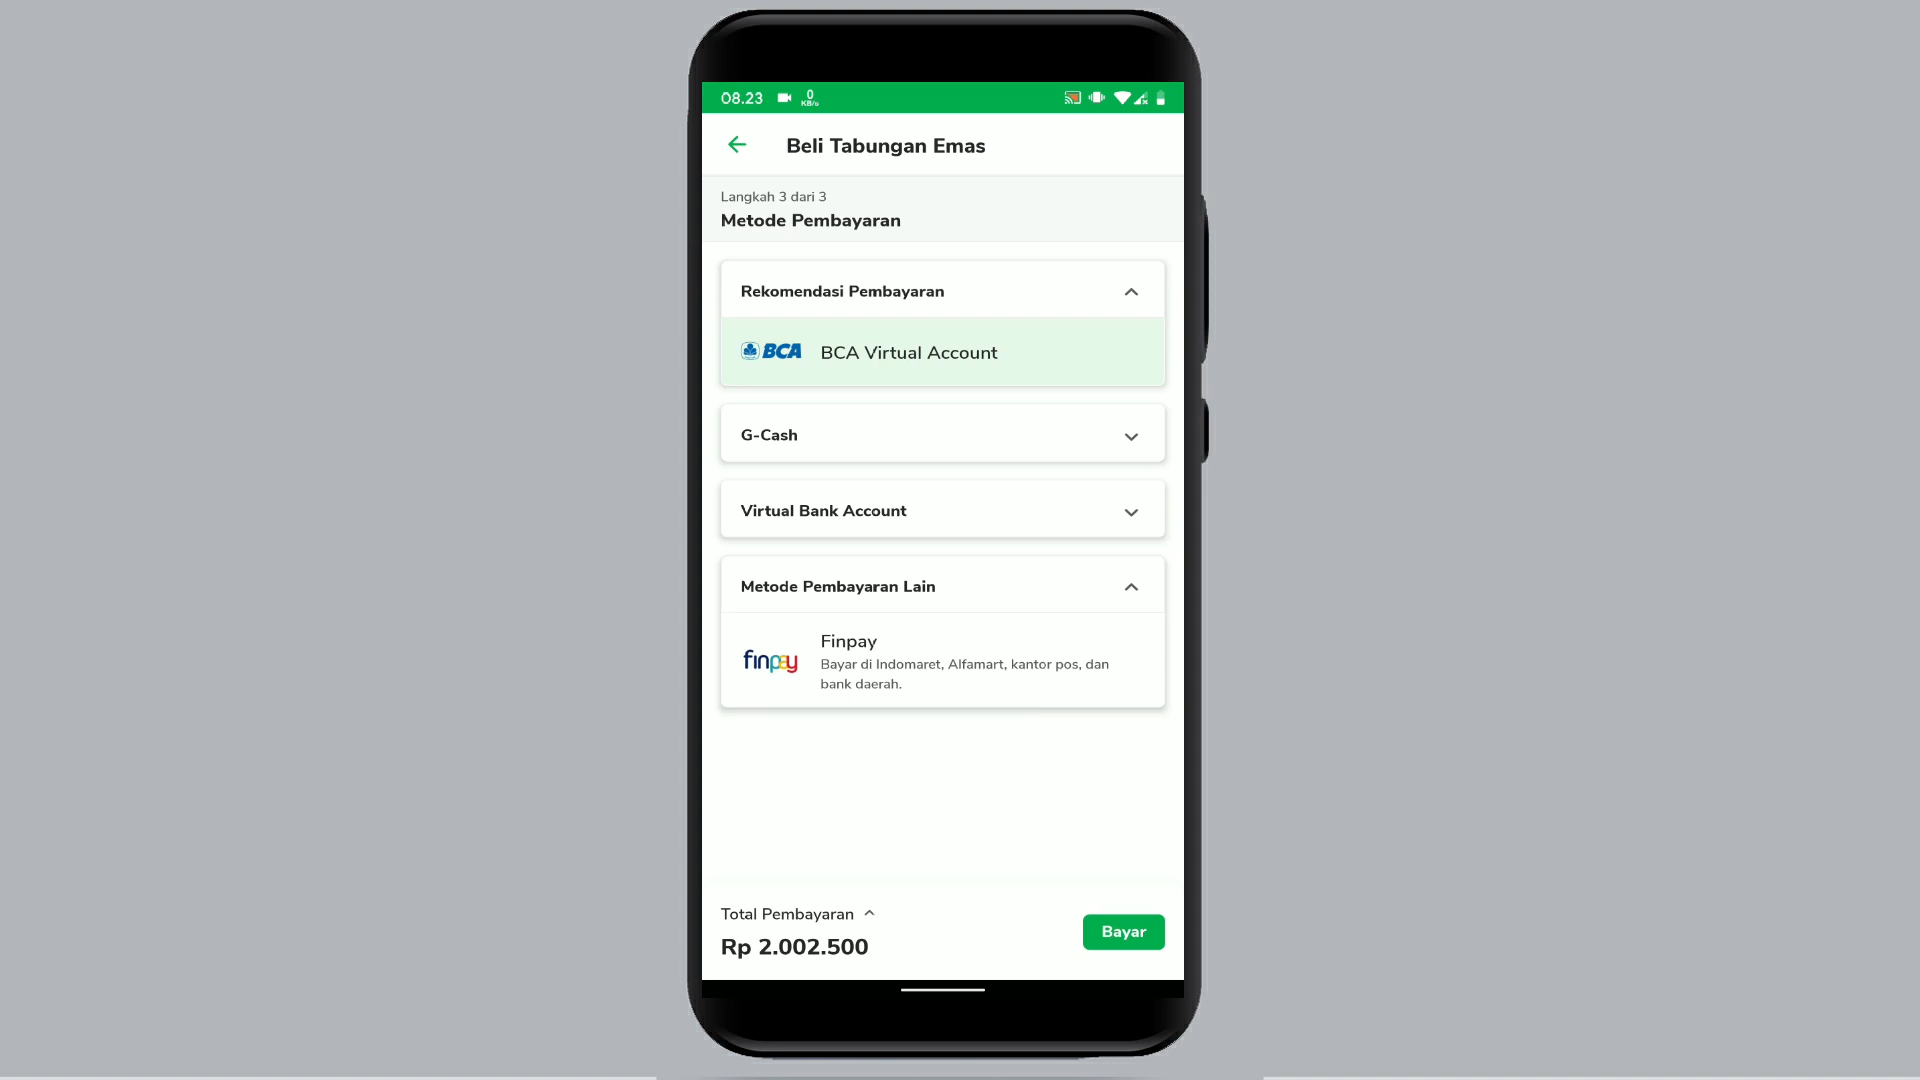 08.23 0 KB/s
Beli Tabungan Emas
Langkah 3 dari 3
Metode Pembayaran
Rekomendasi Pembayaran
BCA BCA Virtual Account
G-Cash
Virtual Bank Account
Metode Pembayaran Lain
finpay Finpay
Bayar di Indomaret, Alfamart, kantor pos, dan
bank daerah.
Total Pembayaran
Rp 2.002.500
Bayar